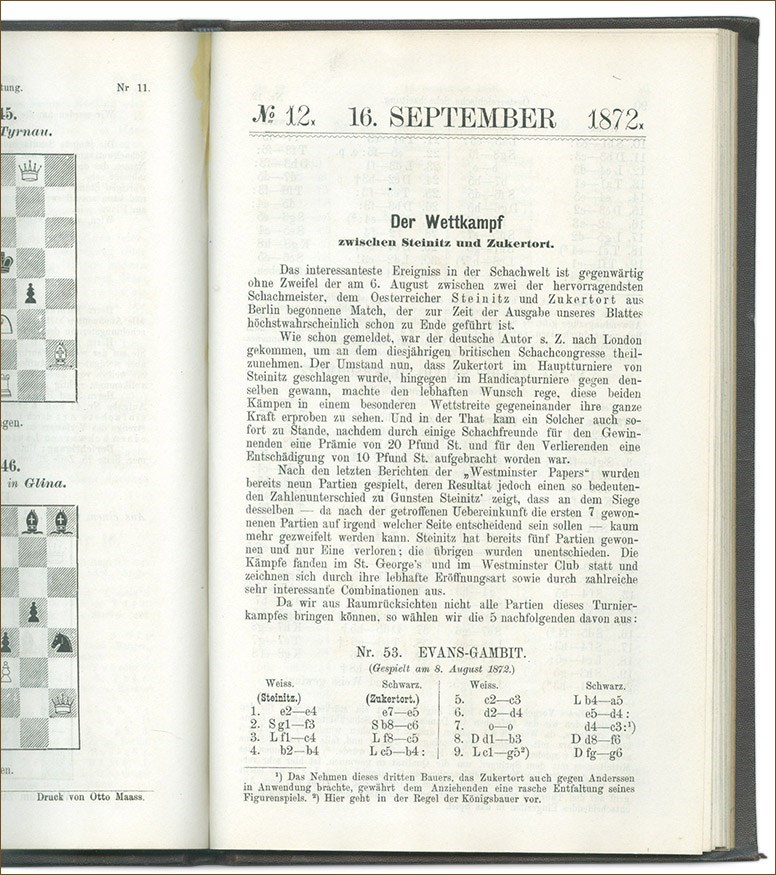 tung. Nr 11.
45.
Tyrnau.
gen.
46.
in Glina.
en.
Druck von Otto Maass.
№ 12. 16. SEPTEMBER 1872.
Der Wettkampf
zwischen Steinitz und Zukertort.
Das interessanteste Ereigniss in der Schachwelt ist gegenwärtig
ohne Zweifel der am 6. August zwischen zwei der hervorragendsten
Schachmeister, dem Oesterreicher Steinitz und Zukertort aus
Berlin begonnene Match, der zur Zeit der Ausgabe unseres Blattes
höchstwahrscheinlich schon zu Ende geführt ist.
Wie schon gemeldet, war der deutsche Autor s. Z. nach London
gekommen, um an dem diesjährigen britischen Schachcongresse theil-
zunehmen. Der Umstand nun, dass Zukertort im Hauptturniere von
Steinitz geschlagen wurde, hingegen im Handicapturniere gegen den-
selben gewann, machte den lebhaften Wunsch rege, diese beiden
Kämpen in einem besonderen Wettstreite gegeneinander ihre ganze
Kraft erproben zu sehen. Und in der That kam ein Solcher auch so-
fort zu Stande, nachdem durch einige Schachfreunde für den Gewin-
nenden eine Prämie von 20 Pfund St. und für den Verlierenden eine
Entschädigung von 10 Pfund St. aufgebracht worden war.
Nach den letzten Berichten der „Westminster Papers“ wurden
bereits neun Partien gespielt, deren Resultat jedoch einen so bedeuten-
den Zahlenunterschied zu Gunsten Steinitz' zeigt, dass an dem Siege
desselben — da nach der getroffenen Uebereinkunft die ersten 7 gewon-
nenen Partien auf irgend welcher Seite entscheidend sein sollen — kaum
mehr gezweifelt werden kann. Steinitz hat bereits fünf Partien gewon-
nen und nur Eine verloren; die übrigen wurden unentschieden. Die
Kämpfe fanden im St. George's und im Westminster Club statt und
zeichnen sich durch ihre lebhafte Eröffnungsart sowie durch zahlreiche
sehr interessante Combinationen aus.
Da wir aus Raumrücksichten nicht alle Partien dieses Turnier-
kampfes bringen können, so wählen wir die 5 nachfolgenden davon aus:
Nr. 53. EVANS-GAMBIT.
(Gespielt am 8. August 1872.)
Weiss. Schwarz.
(Steinitz.) (Zukertort.)
1. e2—e4 e7—e5
2. Sg1—f3 Sb8—c6
3. Lf1—c4 Lf8—c5
4. b2—b4 Lc5—b4:
Weiss. Schwarz.
5. c2—c3 Lb4—a5
6. d2—d4 e5—d4:
7. o—o d4—c3:¹)
8. Dd1—b3 Dd8—f6
9. Lc1—g5²) Dfg—g6
¹) Das Nehmen dieses dritten Bauers, das Zukertort auch gegen Anderssen
in Anwendung brachte, gewährt dem Anziehenden eine rasche Entfaltung seines
Figurenspiels. ²) Hier geht in der Regel der Königsbauer vor.